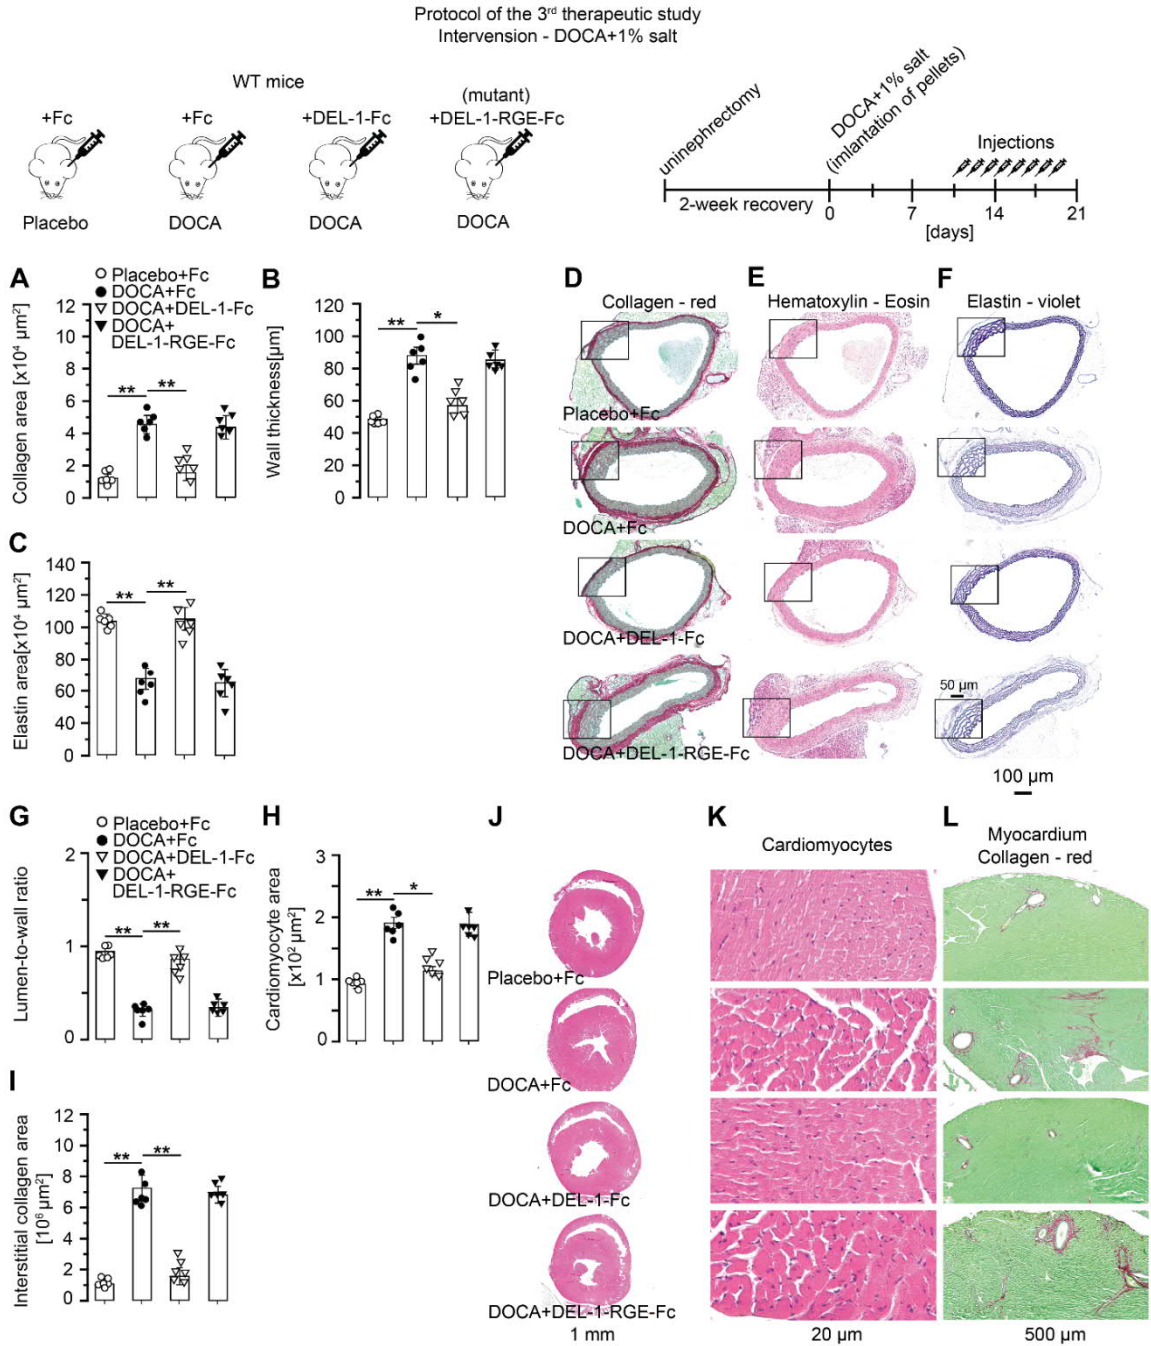 Protocol of the 3rd therapeutic study
Intervension - DOCA+1% salt
WT mice
+Fc
+Fc
+DEL-1-Fc
(mutant)
+DEL-1-RGE-Fc
Placebo
DOCA
DOCA
DOCA
uninephrectomy
DOCA+1% salt
(imlantation of pellets)
Injections
2-week recovery
0
7
14
21
[days]
A
Placebo+Fc
DOCA+Fc
DOCA+DEL-1-Fc
DOCA+
DEL-1-RGE-Fc
Collagen area [x10⁴ µm²]
12
10
8
6
4
2
0
**
**
B
Wall thickness[µm]
120
100
80
60
40
20
0
**
*
C
Elastin area[x10⁴ µm²]
140
120
100
80
60
40
0
**
**
D
Collagen - red
E
Hematoxylin - Eosin
F
Elastin - violet
Placebo+Fc
DOCA+Fc
DOCA+DEL-1-Fc
DOCA+DEL-1-RGE-Fc
50 µm
100 µm
G
Placebo+Fc
DOCA+Fc
DOCA+DEL-1-Fc
DOCA+
DEL-1-RGE-Fc
Lumen-to-wall ratio
2
1
0
**
**
H
Cardiomyocyte area
[x10² µm²]
3
2
1
0
**
*
I
Interstitial collagen area
[10⁶ µm²]
12
10
8
6
4
2
0
**
**
J
Placebo+Fc
DOCA+Fc
DOCA+DEL-1-Fc
DOCA+DEL-1-RGE-Fc
1 mm
K
Cardiomyocytes
20 µm
L
Myocardium
Collagen - red
500 µm